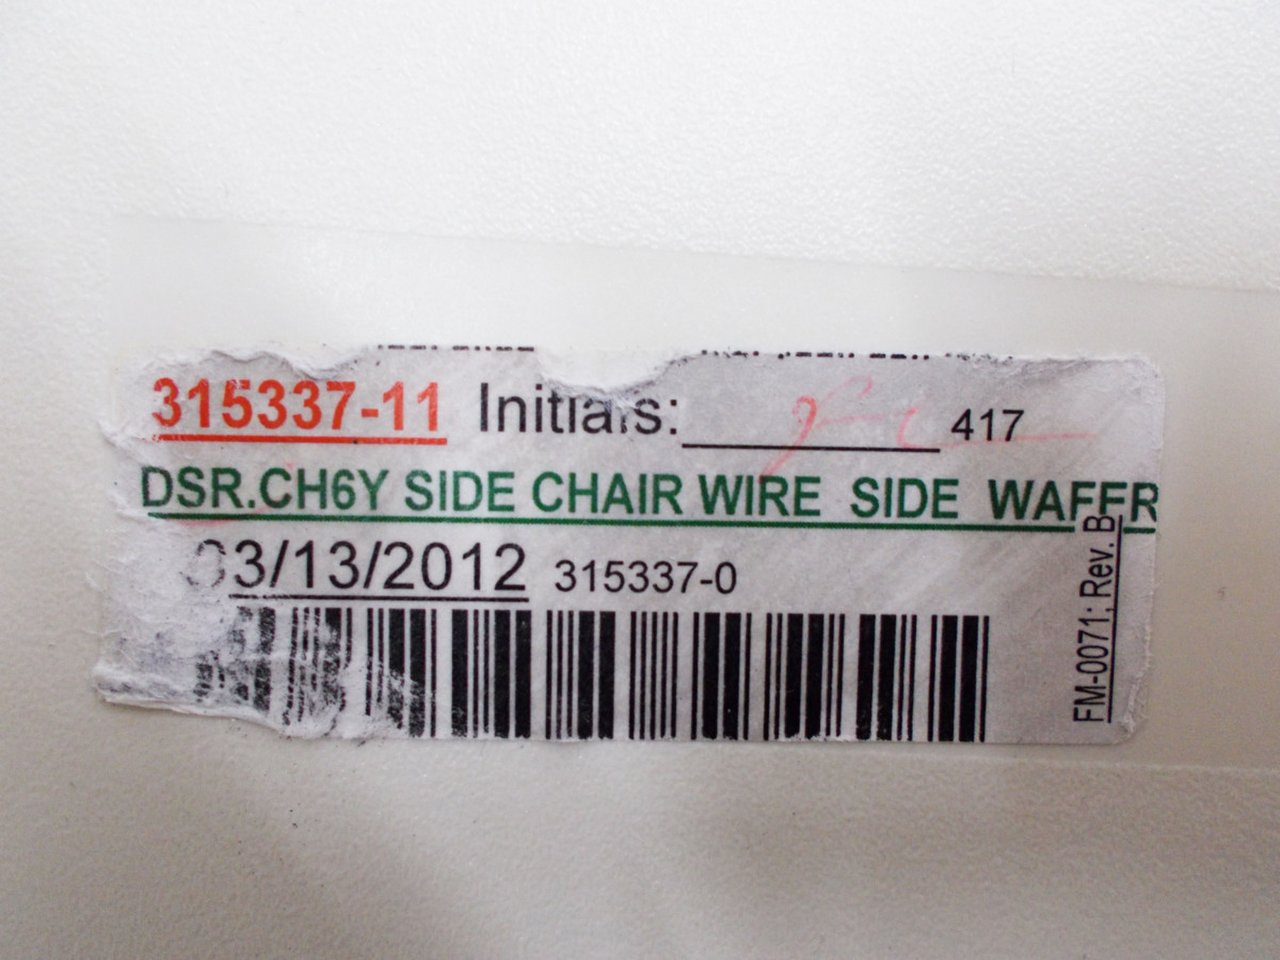 315337-11 Initials: 417
DSR.CH6Y SIDE CHAIR WIRE SIDE WAFER
03/13/2012 315337-0
FM-0071; Rev. B